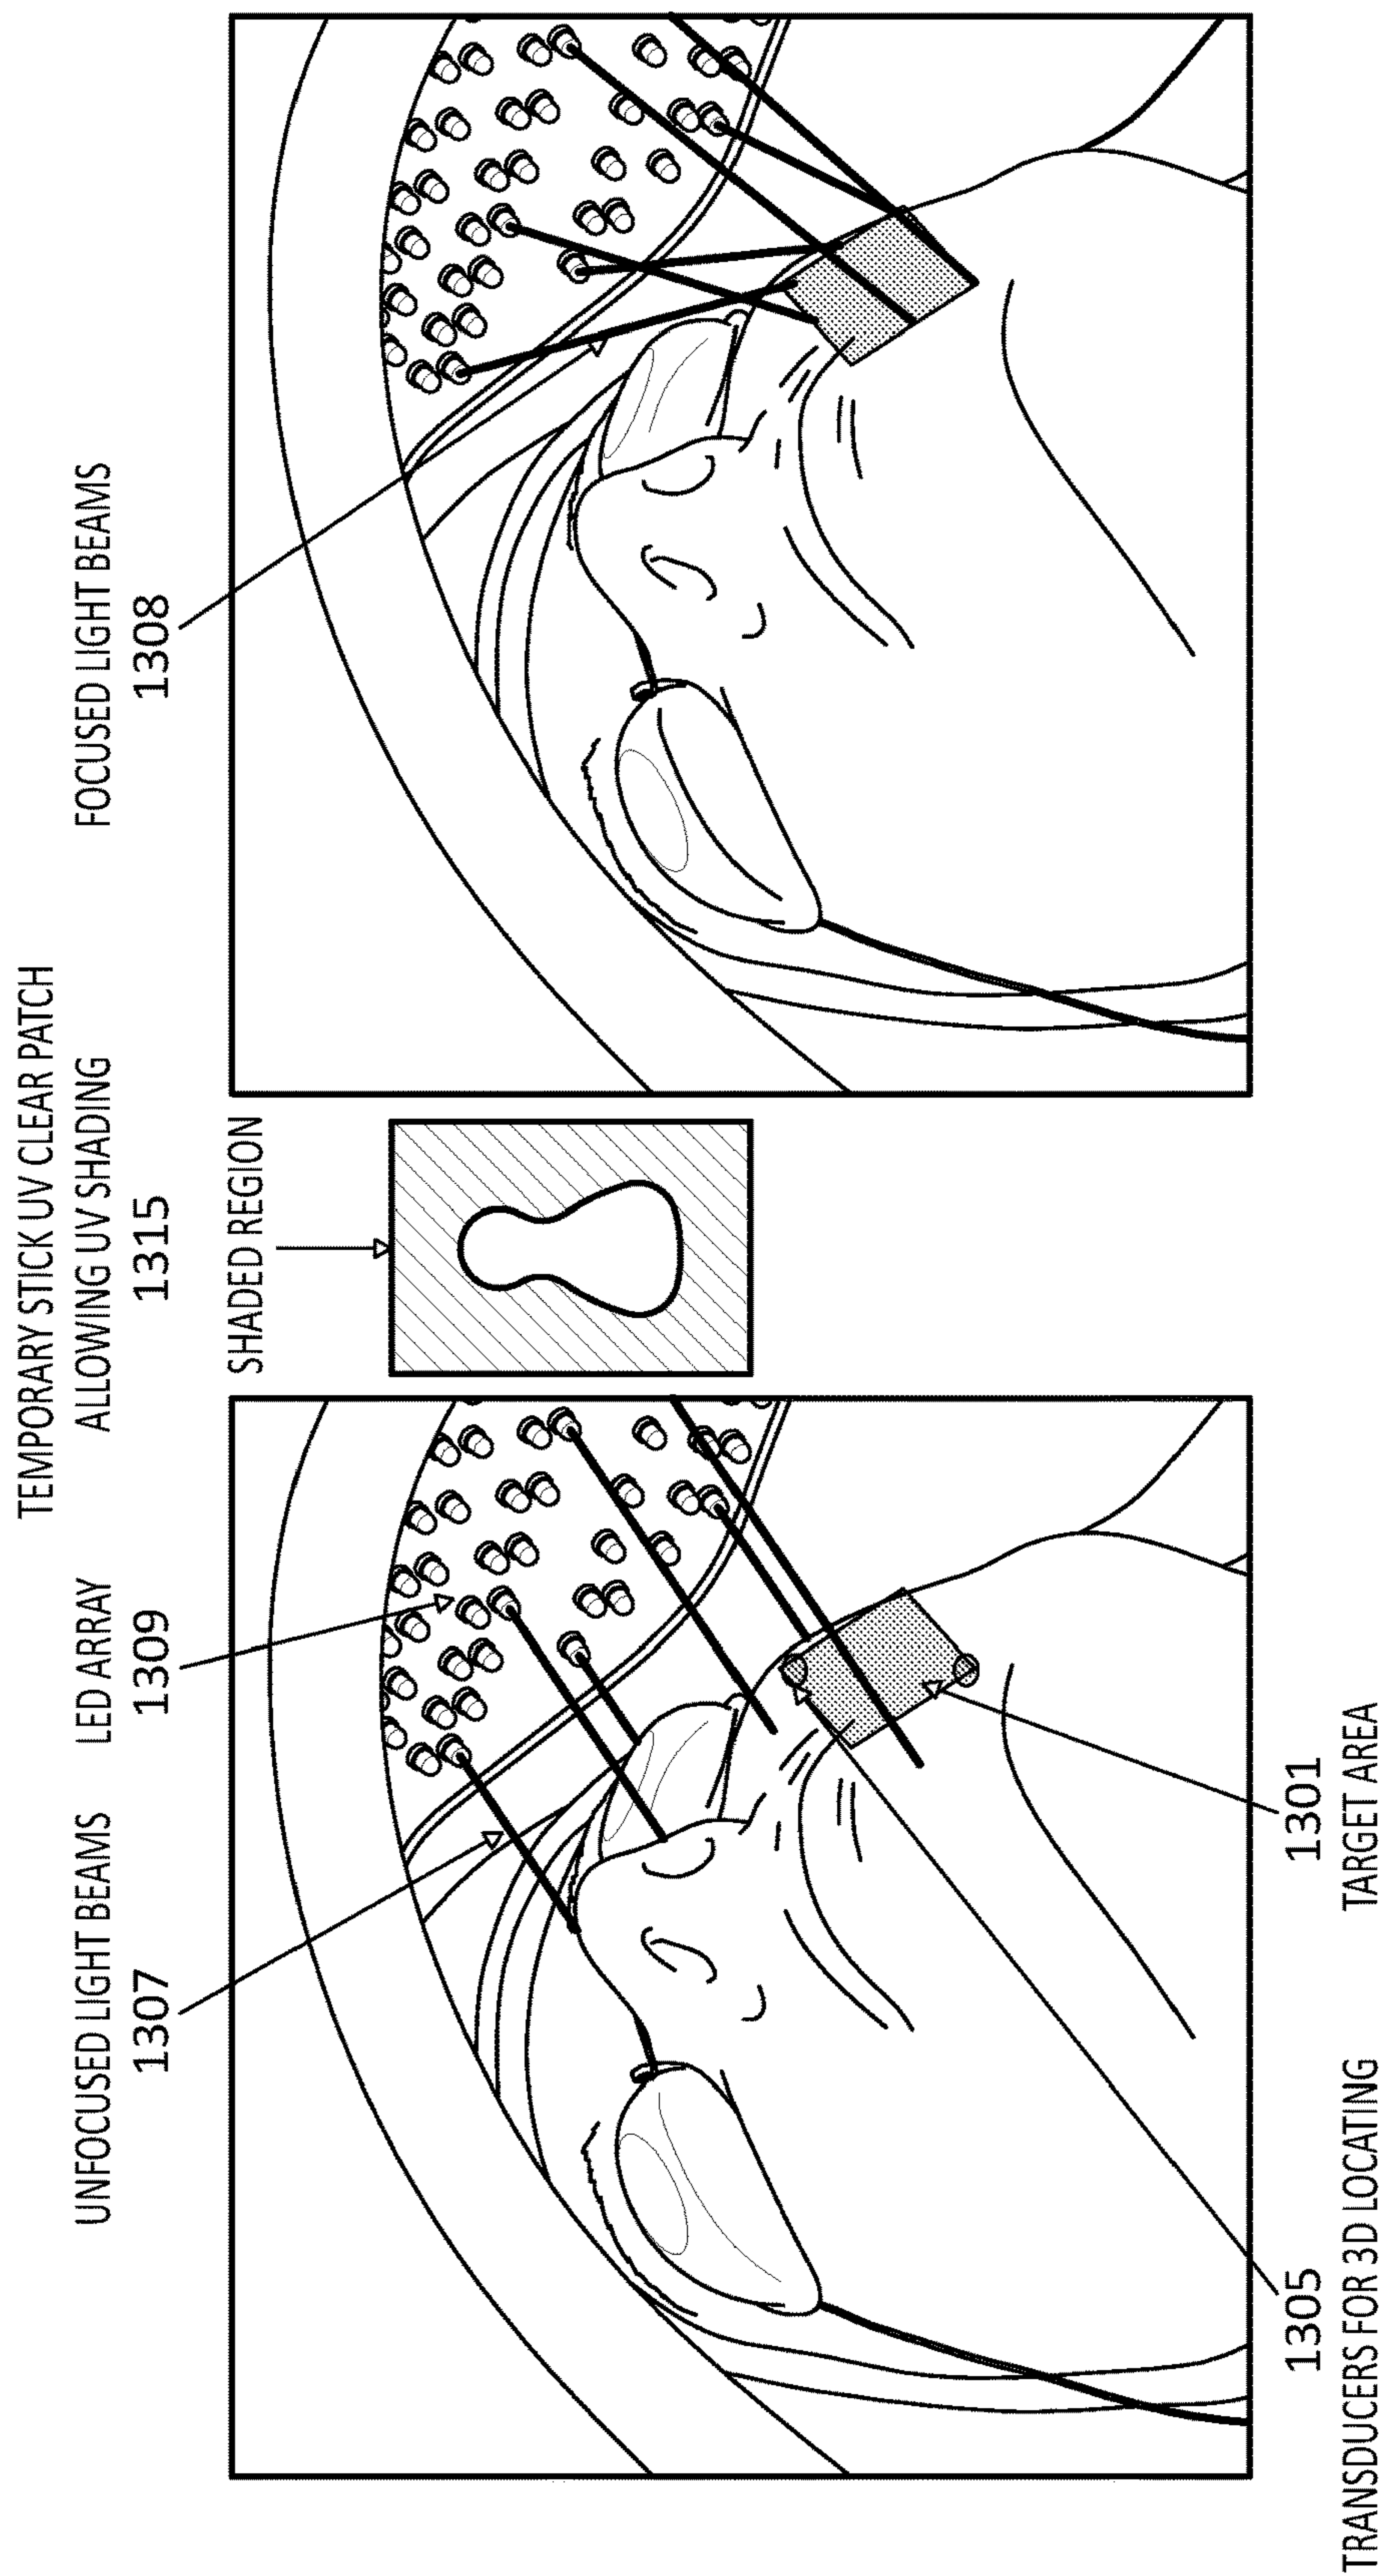 TEMPORARY STICK UV CLEAR PATCH
ALLOWING UV SHADING
1315
UNFOCUSED LIGHT BEAMS
1307
LED ARRAY
1309
FOCUSED LIGHT BEAMS
1308
SHADED REGION
1305
TRANSDUCERS FOR 3D LOCATING
1301
TARGET AREA